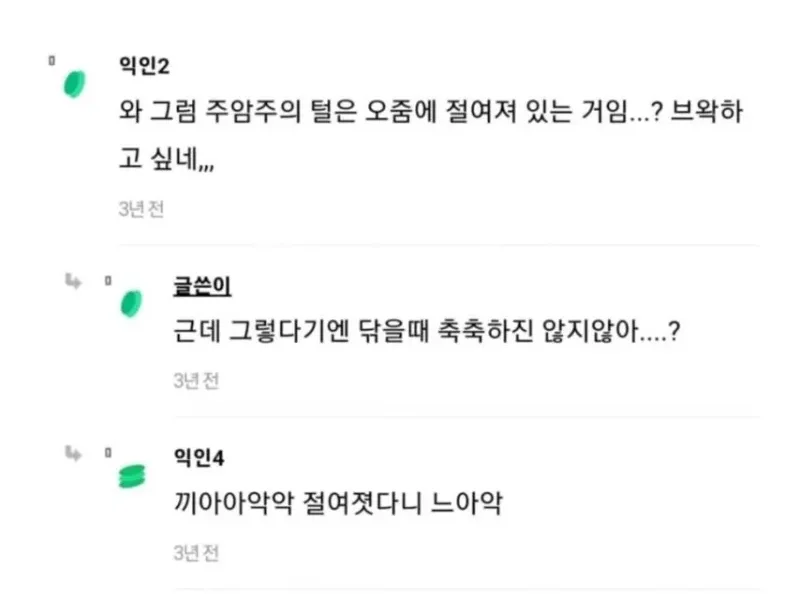 익인2
와 그럼 주암주의 털은 오줌에 절여져 있는 거임...? 브왁하
고 싶네,,,
3년 전
글쓴이
근데 그렇다기엔 닦을때 축축하진 않지않아....?
3년 전
익인4
끼아아악악 절여졋다니 느아악
3년 전